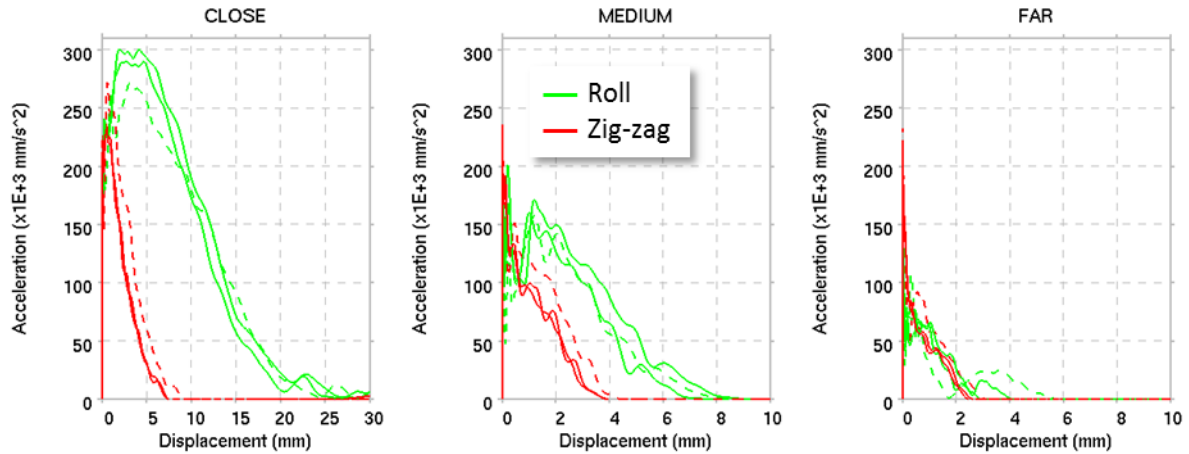 CLOSE
Acceleration (x1E+3 mm/s^2)
300
250
200
150
100
50
0
0 5 10 15 20 25 30
Displacement (mm)
MEDIUM
Acceleration (x1E+3 mm/s^2)
300
250
200
150
100
50
0
Roll
Zig-zag
0 2 4 6 8 10
Displacement (mm)
FAR
Acceleration (x1E+3 mm/s^2)
300
250
200
150
100
50
0
0 2 4 6 8 10
Displacement (mm)